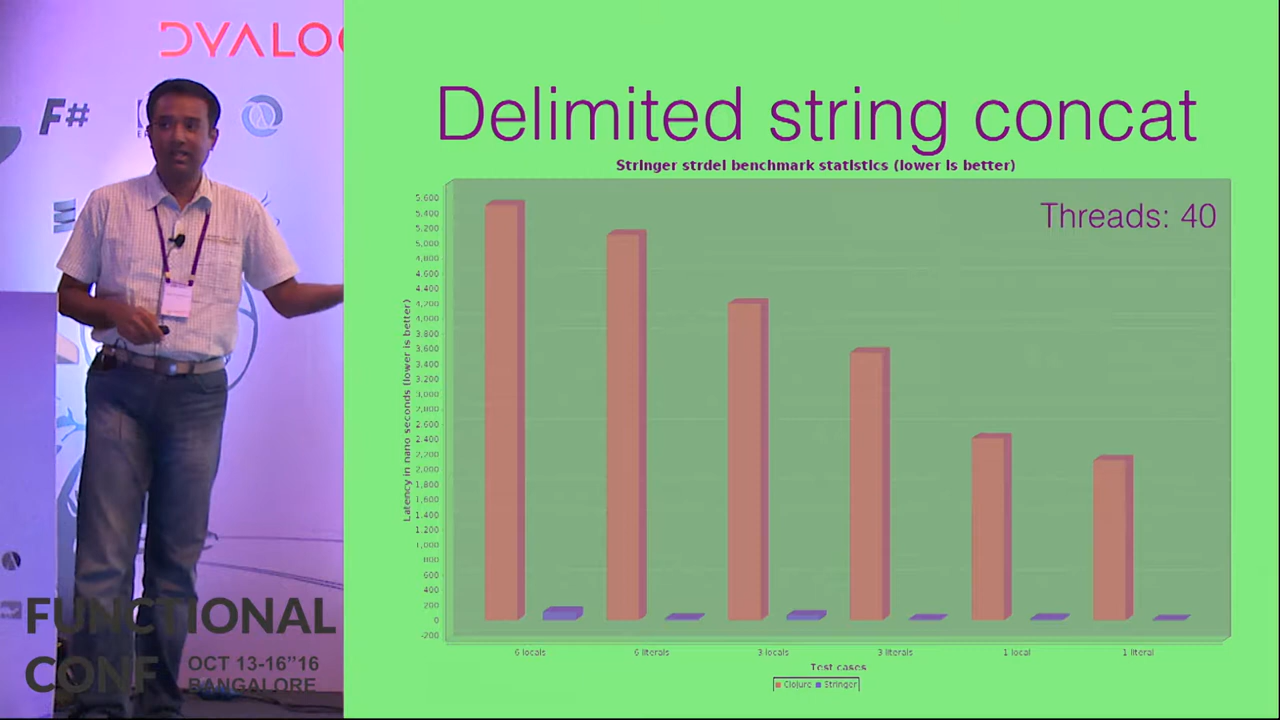 DYALOG
F#
Delimited string concat
Stringer strdel benchmark statistics (lower is better)
Threads: 40
Latency in nano seconds (lower is better)
5,600
5,400
5,200
5,000
4,800
4,600
4,400
4,200
4,000
3,800
3,600
3,400
3,200
3,000
2,800
2,600
2,400
2,200
2,000
1,800
1,600
1,400
1,200
1,000
800
600
400
200
0
-200
6 locals
6 literals
3 locals
3 literals
1 local
1 literal
Test cases
Clojure Stringer
FUNCTIONAL
CONF
OCT 13-16"16
BANGALORE